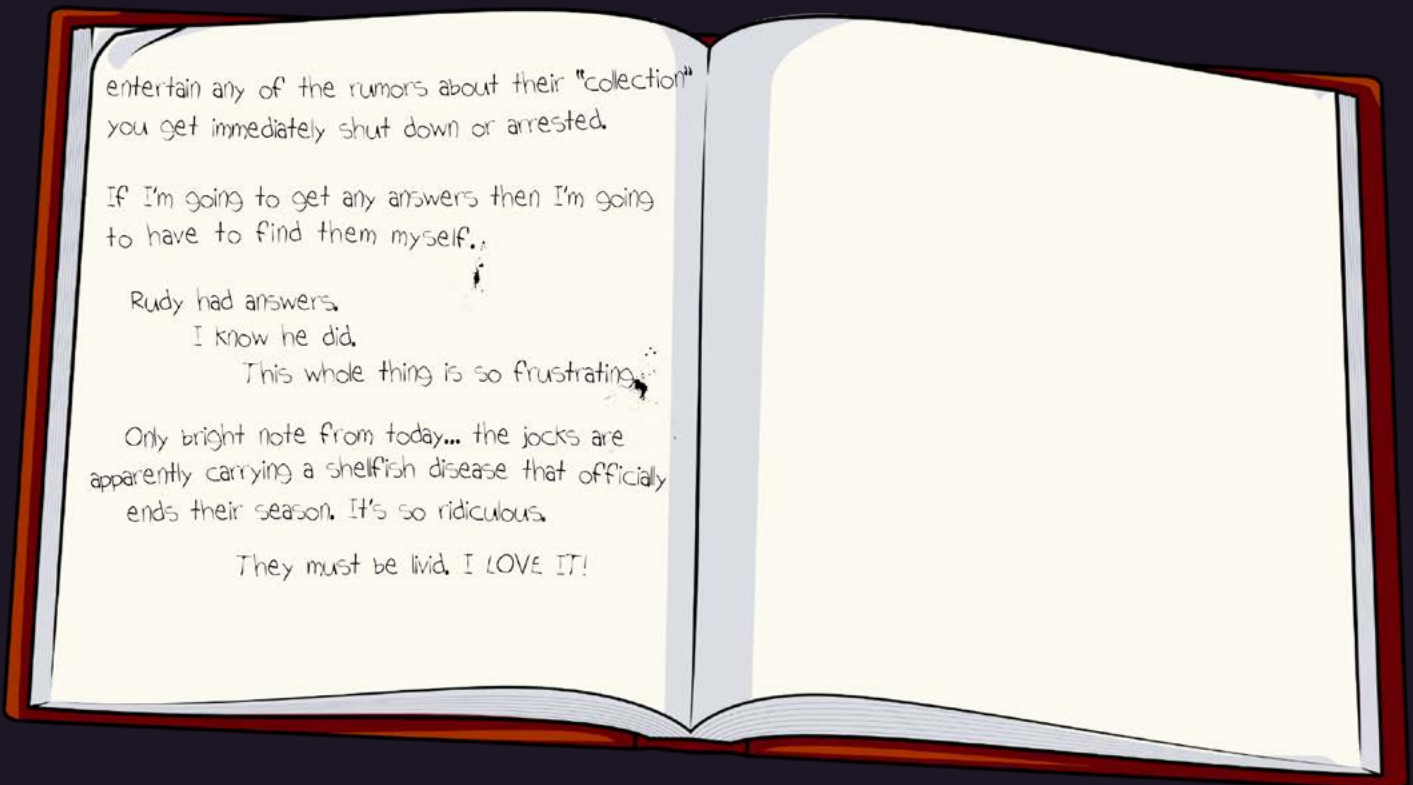 entertain any of the rumors about their "collection"
you get immediately shut down or arrested.
If I'm going to get any answers then I'm going
to have to find them myself.
Rudy had answers.
I know he did.
This whole thing is so frustrating.
Only bright note from today... the jocks are
apparently carrying a shelfish disease that officially
ends their season. It's so ridiculous.
They must be livid. I LOVE IT!